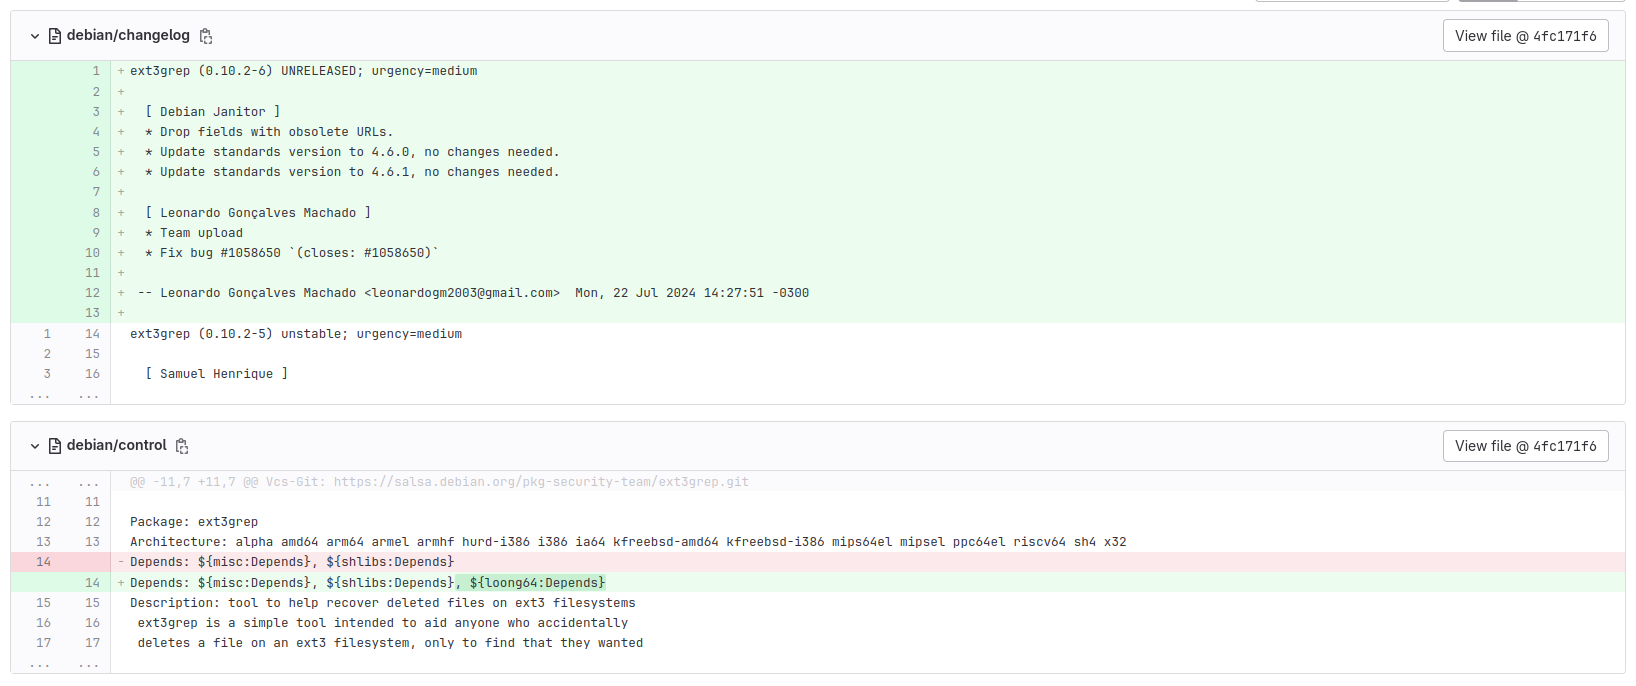 debian/changelog
View file @ 4fc171f6
1 + ext3grep (0.10.2-6) UNRELEASED; urgency=medium
2 +
3 + [ Debian Janitor ]
4 + * Drop fields with obsolete URLs.
5 + * Update standards version to 4.6.0, no changes needed.
6 + * Update standards version to 4.6.1, no changes needed.
7 +
8 + [ Leonardo Gonçalves Machado ]
9 + * Team upload
10 + * Fix bug #1058650 `(closes: #1058650)`
11 +
12 + -- Leonardo Gonçalves Machado <leonardogm2003@gmail.com>  Mon, 22 Jul 2024 14:27:51 -0300
13 +
1 14 ext3grep (0.10.2-5) unstable; urgency=medium
2 15
3 16 [ Samuel Henrique ]
... ...
debian/control
View file @ 4fc171f6
... ... @@ -11,7 +11,7 @@ Vcs-Git: https://salsa.debian.org/pkg-security-team/ext3grep.git
11 11
12 12 Package: ext3grep
13 13 Architecture: alpha amd64 arm64 armel armhf hurd-i386 i386 ia64 kfreebsd-amd64 kfreebsd-i386 mips64el mipsel ppc64el riscv64 sh4 x32
14 - Depends: ${misc:Depends}, ${shlibs:Depends}
14 + Depends: ${misc:Depends}, ${shlibs:Depends}, ${loong64:Depends}
15 15 Description: tool to help recover deleted files on ext3 filesystems
16 16 ext3grep is a simple tool intended to aid anyone who accidentally
17 17 deletes a file on an ext3 filesystem, only to find that they wanted
... ...